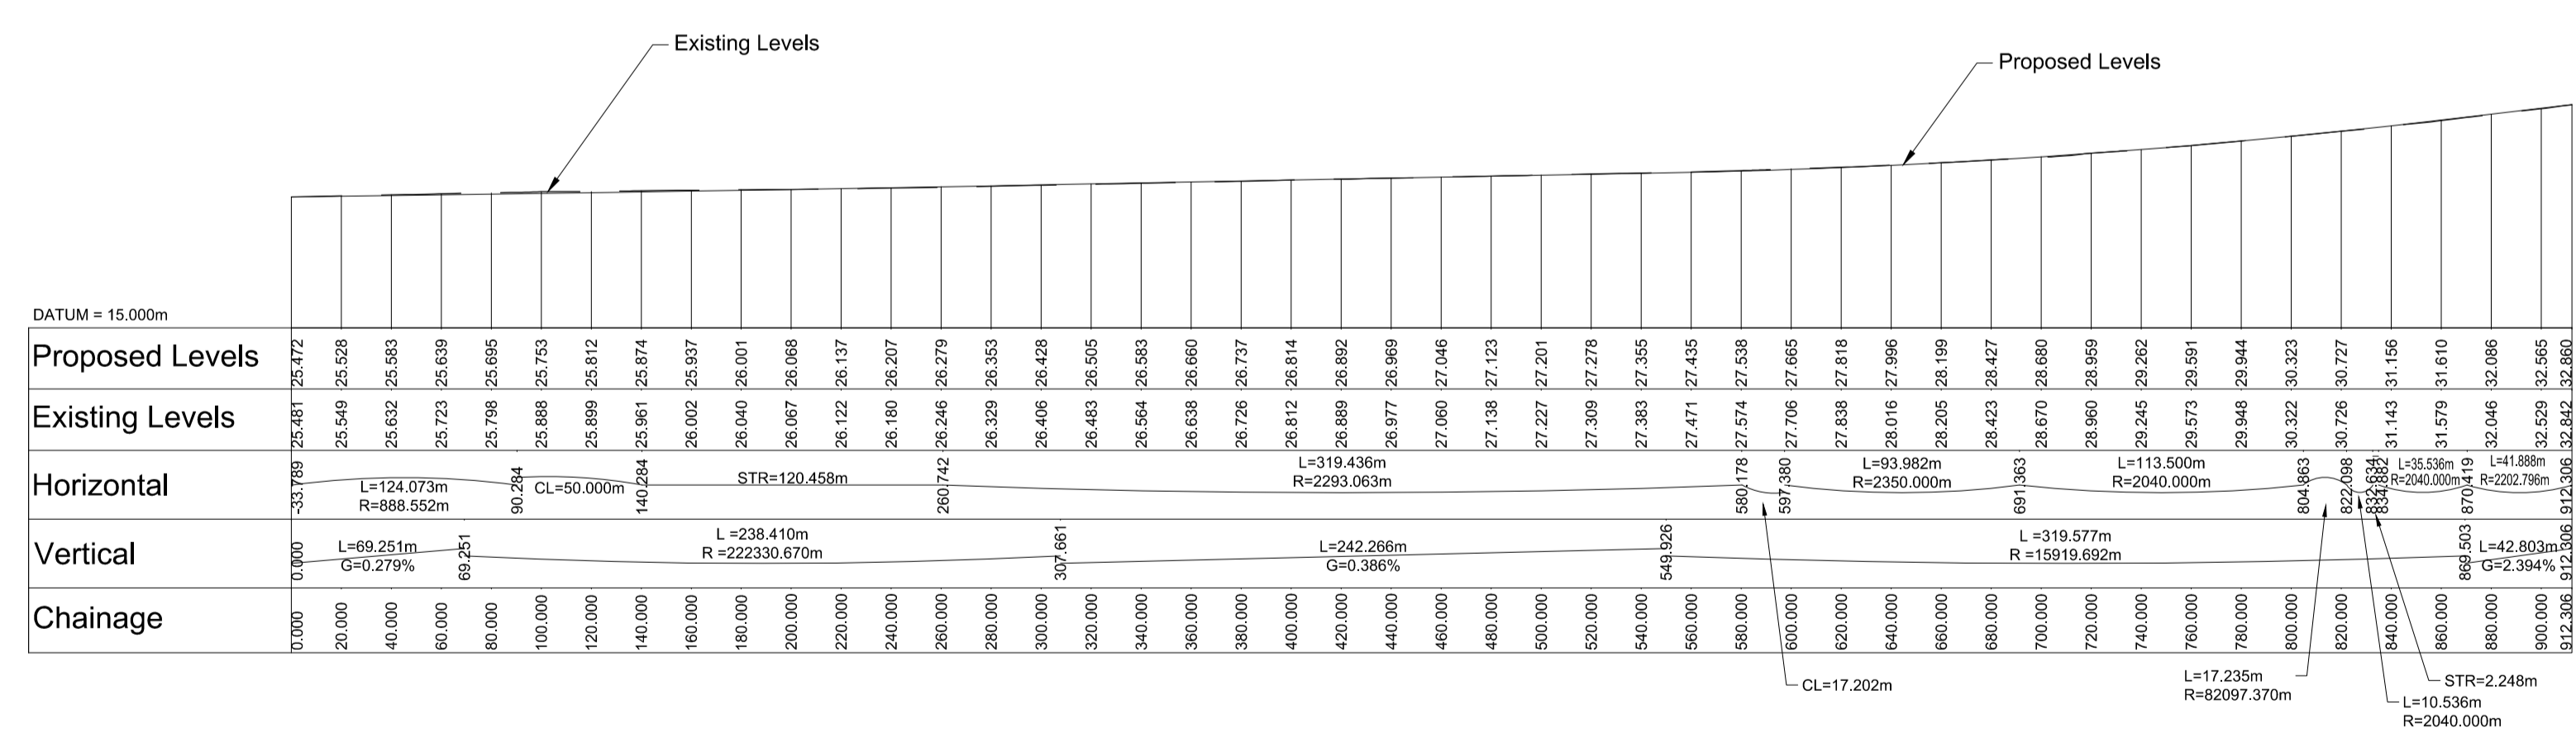 Existing Levels
Proposed Levels
DATUM = 15.000m
Proposed Levels 25.472 25.528 25.583 25.639 25.695 25.753 25.812 25.874 25.937 26.001 26.068 26.137 26.207 26.279 26.353 26.428 26.505 26.583 26.660 26.737 26.814 26.892 26.969 27.046 27.123 27.201 27.278 27.355 27.435 27.538 27.665 27.818 27.996 28.199 28.427 28.680 28.959 29.262 29.591 29.944 30.323 30.727 31.156 31.610 32.086 32.565 32.860
Existing Levels 25.481 25.549 25.632 25.723 25.798 25.888 25.899 25.961 26.002 26.040 26.067 26.122 26.180 26.246 26.329 26.406 26.483 26.564 26.638 26.726 26.812 26.889 26.977 27.060 27.138 27.227 27.309 27.383 27.471 27.574 27.706 27.838 28.016 28.205 28.423 28.670 28.960 29.245 29.573 29.948 30.322 30.726 31.143 31.579 32.046 32.529 32.842
Horizontal
-33.789
L=124.073m
R=888.552m
90.284
CL=50.000m
140.284
STR=120.458m
260.742
L=319.436m
R=2293.063m
580.178
597.380
L=93.982m
R=2350.000m
691.363
L=113.500m
R=2040.000m
804.863
822.098
832.634
834.882
L=35.536m
R=2040.000m
870.419
L=41.888m
R=2202.796m
912.306
Vertical
0.000
L=69.251m
G=0.279%
69.251
L =238.410m
R =222330.670m
307.661
L=242.266m
G=0.386%
549.926
L =319.577m
R =15919.692m
869.503
L=42.803m
G=2.394%
912.306
Chainage 0.000 20.000 40.000 60.000 80.000 100.000 120.000 140.000 160.000 180.000 200.000 220.000 240.000 260.000 280.000 300.000 320.000 340.000 360.000 380.000 400.000 420.000 440.000 460.000 480.000 500.000 520.000 540.000 560.000 580.000 600.000 620.000 640.000 660.000 680.000 700.000 720.000 740.000 760.000 780.000 800.000 820.000 840.000 860.000 880.000 900.000 912.306
CL=17.202m
L=17.235m
R=82097.370m
STR=2.248m
L=10.536m
R=2040.000m